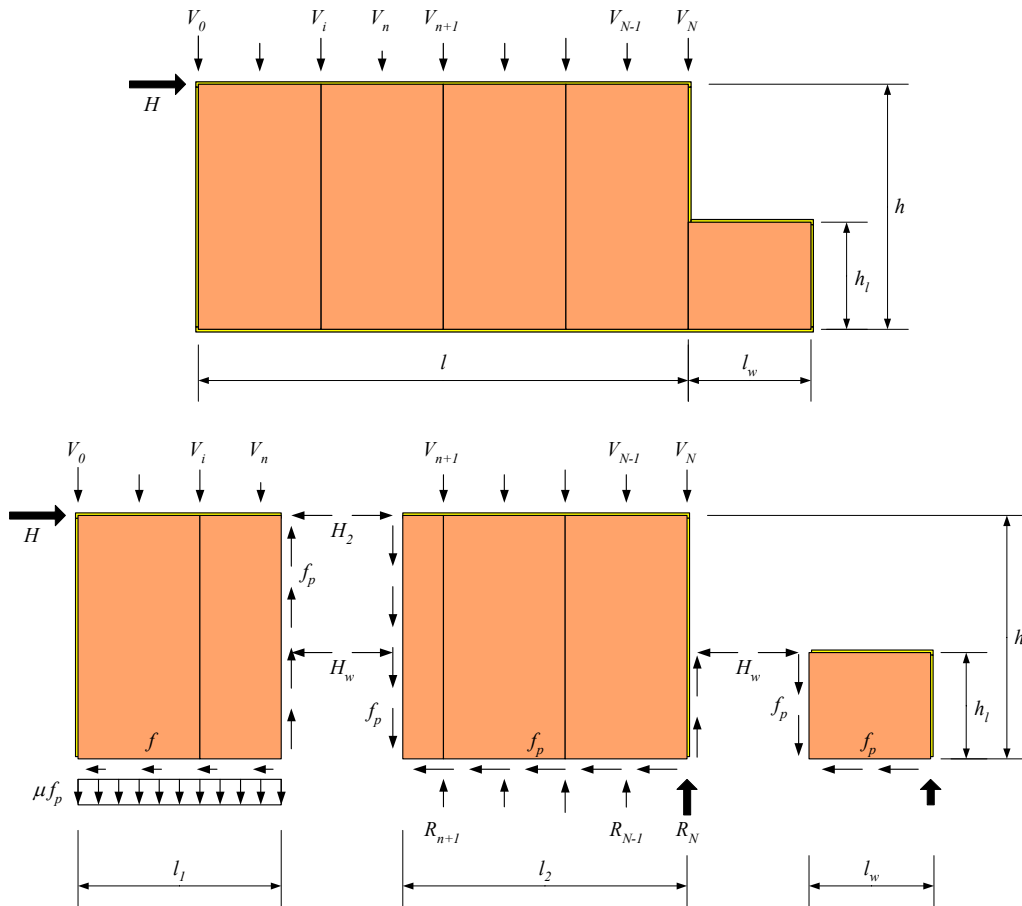 V0 Vi Vn Vn+1 VN-1 VN
H
h
hl
l lw
V0 Vi Vn Vn+1 VN-1 VN
H H2
fp
h
Hw Hw
fp fp hl
f fp fp
μfp
Rn+1 RN-1 RN
l1 l2 lw